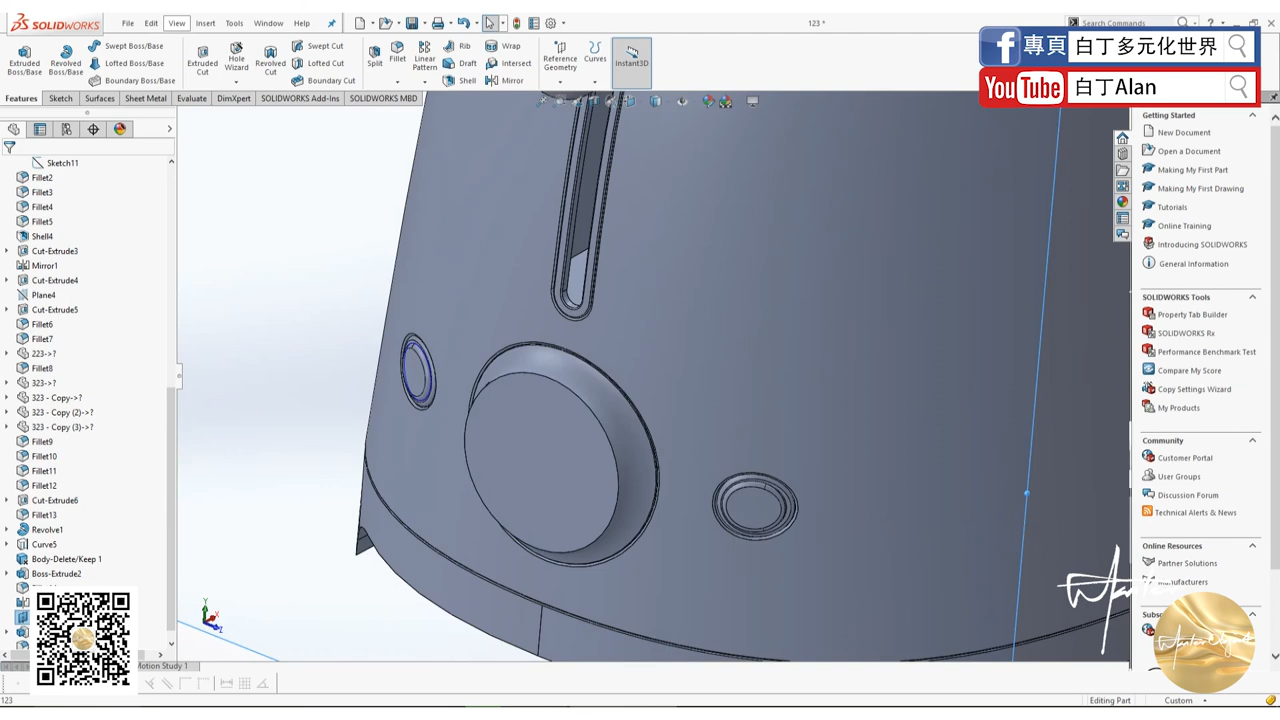 SOLIDWORKS
File Edit View Insert Tools Window Help
123 *
Search Commands
專頁 白丁多元化世界
YouTube 白丁Alan
Extruded Boss/Base
Revolved Boss/Base
Swept Boss/Base
Lofted Boss/Base
Boundary Boss/Base
Extruded Cut
Hole Wizard
Revolved Cut
Swept Cut
Lofted Cut
Boundary Cut
Split
Fillet
Linear Pattern
Rib
Draft
Shell
Wrap
Intersect
Mirror
Reference Geometry
Curves
Instant3D
Features Sketch Surfaces Sheet Metal Evaluate DimXpert SOLIDWORKS Add-Ins SOLIDWORKS MBD
Sketch11
Fillet2
Fillet3
Fillet4
Fillet5
Shell4
Cut-Extrude3
Mirror1
Cut-Extrude4
Plane4
Cut-Extrude5
Fillet6
Fillet7
223->?
Fillet8
323->?
323 - Copy->?
323 - Copy (2)->?
323 - Copy (3)->?
Fillet9
Fillet10
Fillet11
Fillet12
Cut-Extrude6
Fillet13
Revolve1
Curve5
Body-Delete/Keep 1
Boss-Extrude2
Motion Study 1
Y
X
Z
Getting Started
New Document
Open a Document
Making My First Part
Making My First Drawing
Tutorials
Online Training
Introducing SOLIDWORKS
General Information
SOLIDWORKS Tools
Property Tab Builder
SOLIDWORKS Rx
Performance Benchmark Test
Compare My Score
Copy Settings Wizard
My Products
Community
Customer Portal
User Groups
Discussion Forum
Technical Alerts & News
Online Resources
Partner Solutions
123
Editing Part
Custom